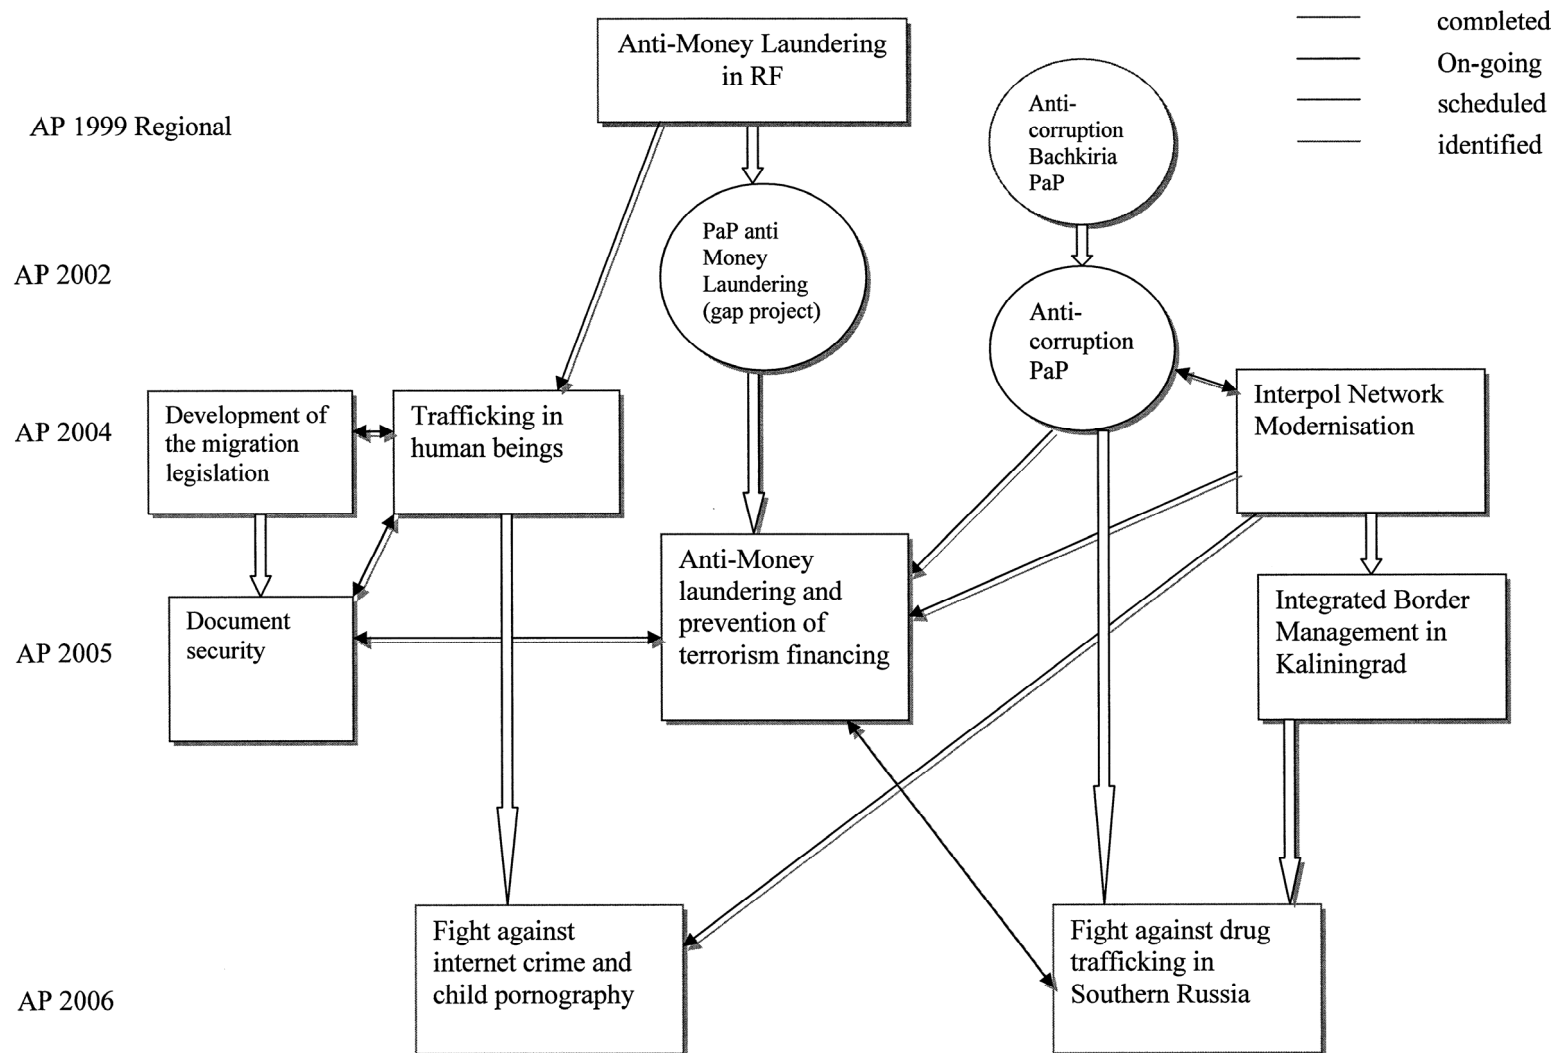 completed
On-going
scheduled
identified
Anti-Money Laundering
in RF
AP 1999 Regional
Anti-
corruption
Bachkiria
PaP
PaP anti
Money
Laundering
(gap project)
AP 2002
Anti-
corruption
PaP
AP 2004
Development of
the migration
legislation
Trafficking in
human beings
Interpol Network
Modernisation
AP 2005
Document
security
Anti-Money
laundering and
prevention of
terrorism financing
Integrated Border
Management in
Kaliningrad
AP 2006
Fight against
internet crime and
child pornography
Fight against drug
trafficking in
Southern Russia